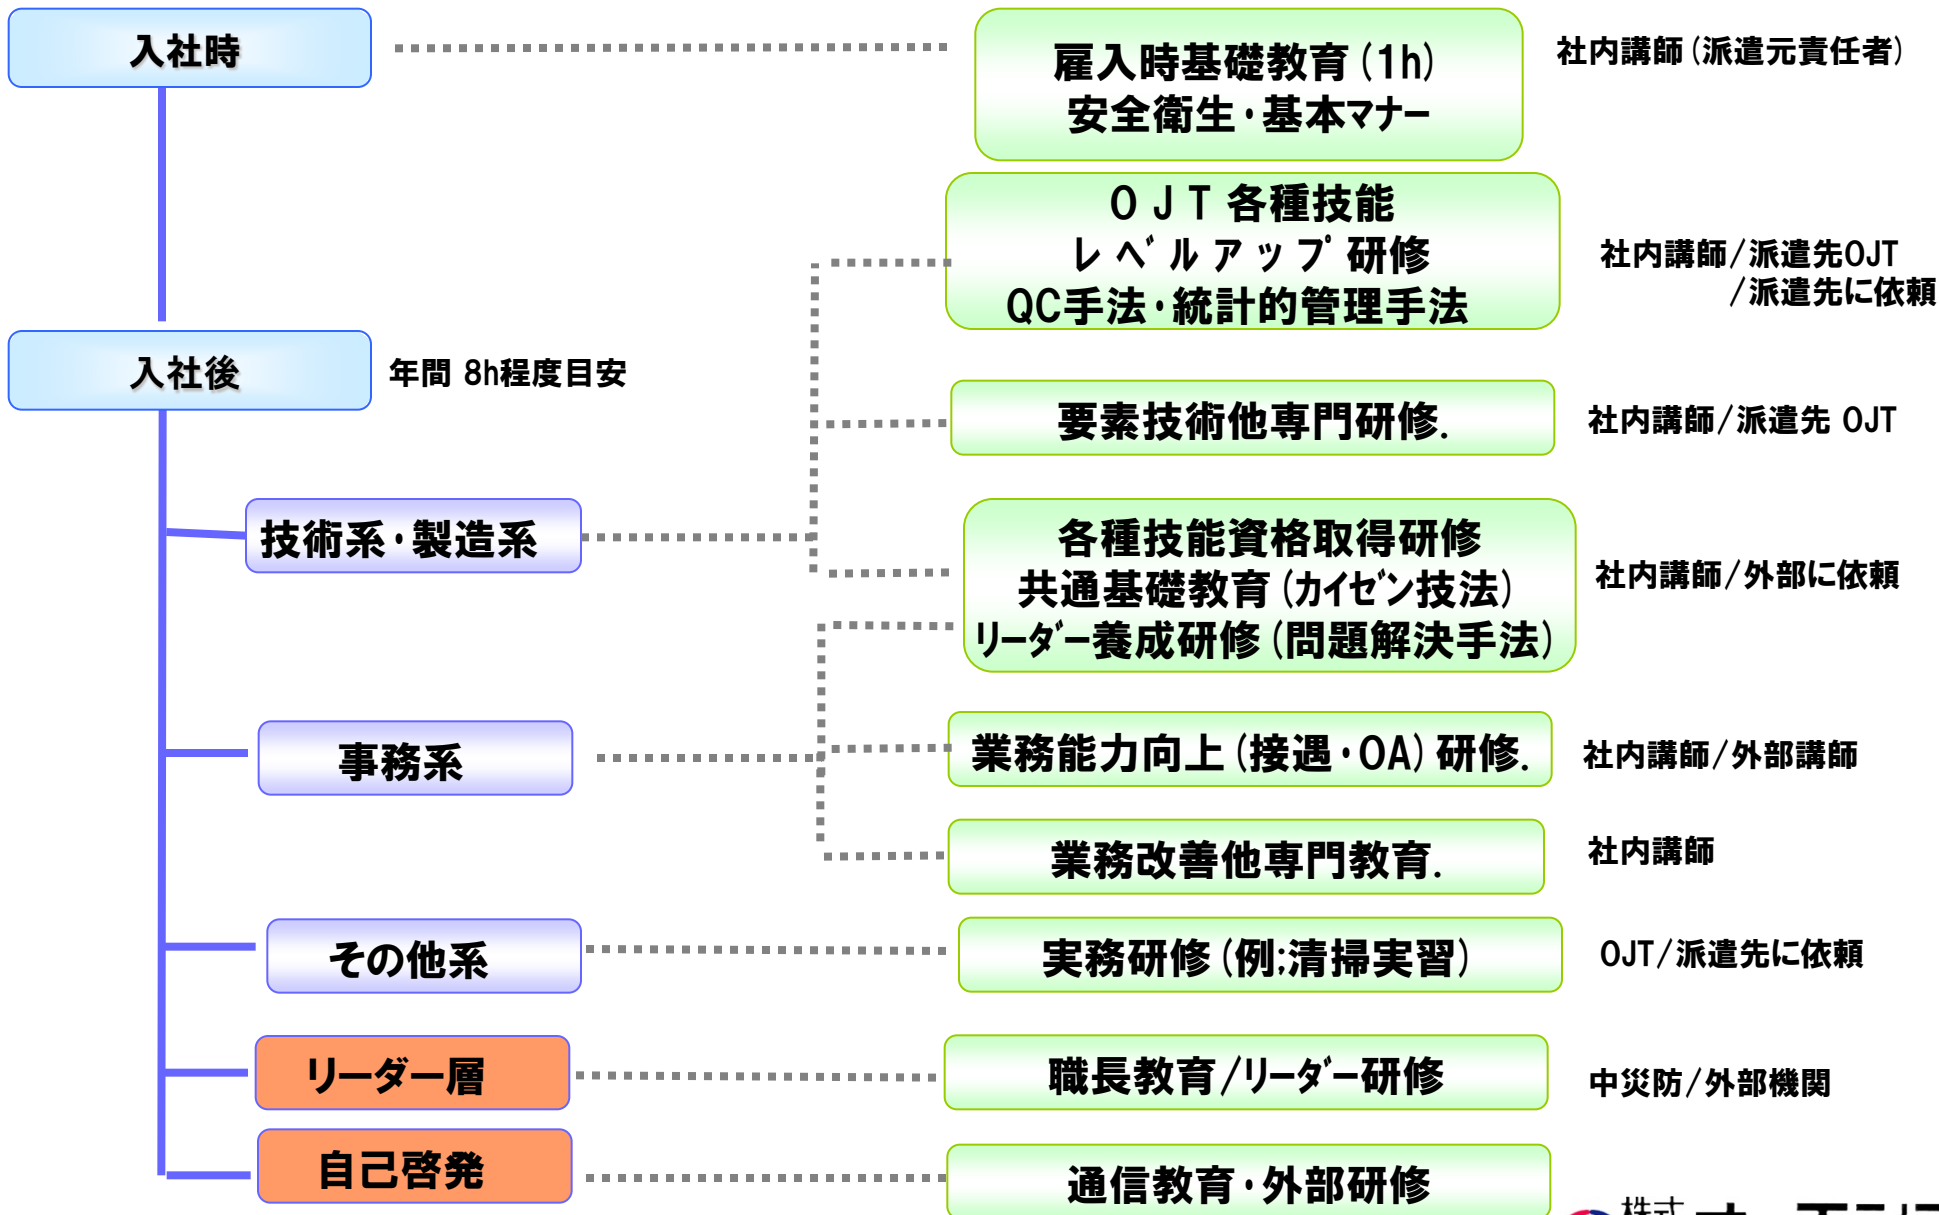 入社時
雇入時基礎教育(1h)
安全衛生・基本マナー
社内講師(派遣元責任者)
OJT 各種技能
レベルアップ研修
QC手法・統計的管理手法
社内講師/派遣先OJT
/派遣先に依頼
入社後
年間 8h程度目安
要素技術他専門研修.
社内講師/派遣先 OJT
技術系・製造系
各種技能資格取得研修
共通基礎教育(カイゼン技法)
リーダー養成研修(問題解決手法)
社内講師/外部に依頼
事務系
業務能力向上(接遇・OA)研修.
社内講師/外部講師
業務改善他専門教育.
社内講師
その他系
実務研修(例;清掃実習)
OJT/派遣先に依頼
リーダー層
職長教育/リーダー研修
中災防/外部機関
自己啓発
通信教育・外部研修
株式